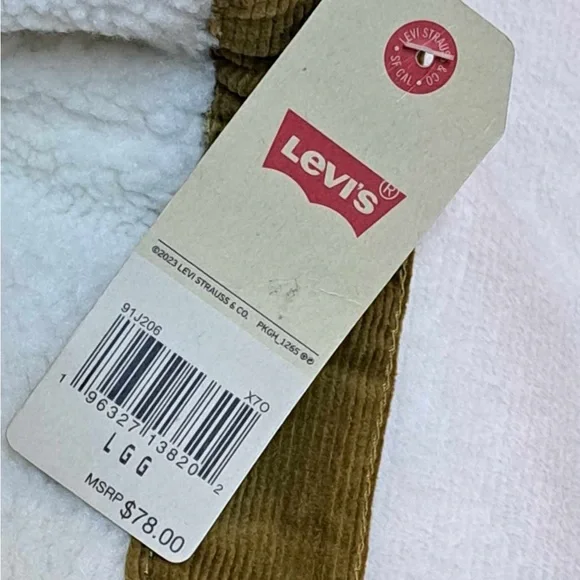 LEVI STRAUSS & CO
SF CAL
Levi's®
©2023 LEVI STRAUSS & CO. PKGH_1265
91J206
X7O
1 96327 13820 2
L G G
MSRP $78.00